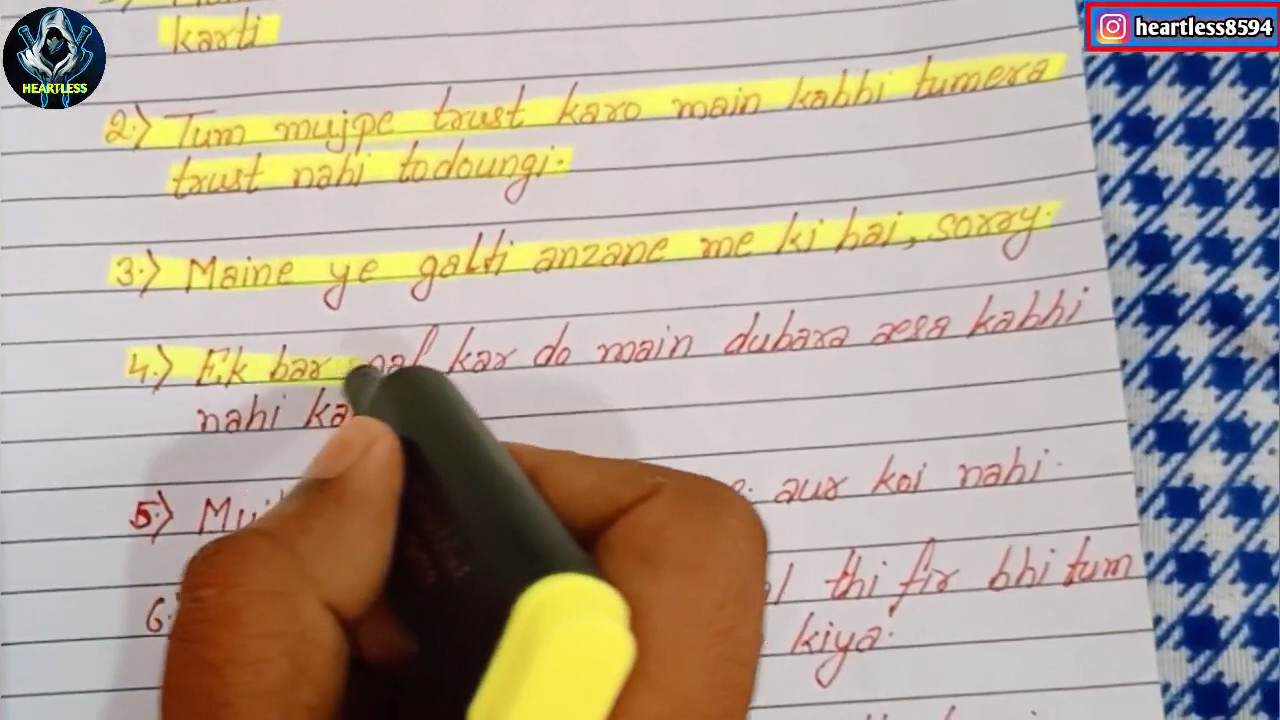 HEARTLESS
heartless8594
karti
2.) Tum mujpe trust karo main kabhi tumera
trust nahi todoungi.
3.) Maine ye galti anzane me ki hai, sorry.
4.) Ek bar maf kar do main dubara aesa kabhi
nahi
5.) aur koi nahi.
6. thi fir bhi tum
kiya.